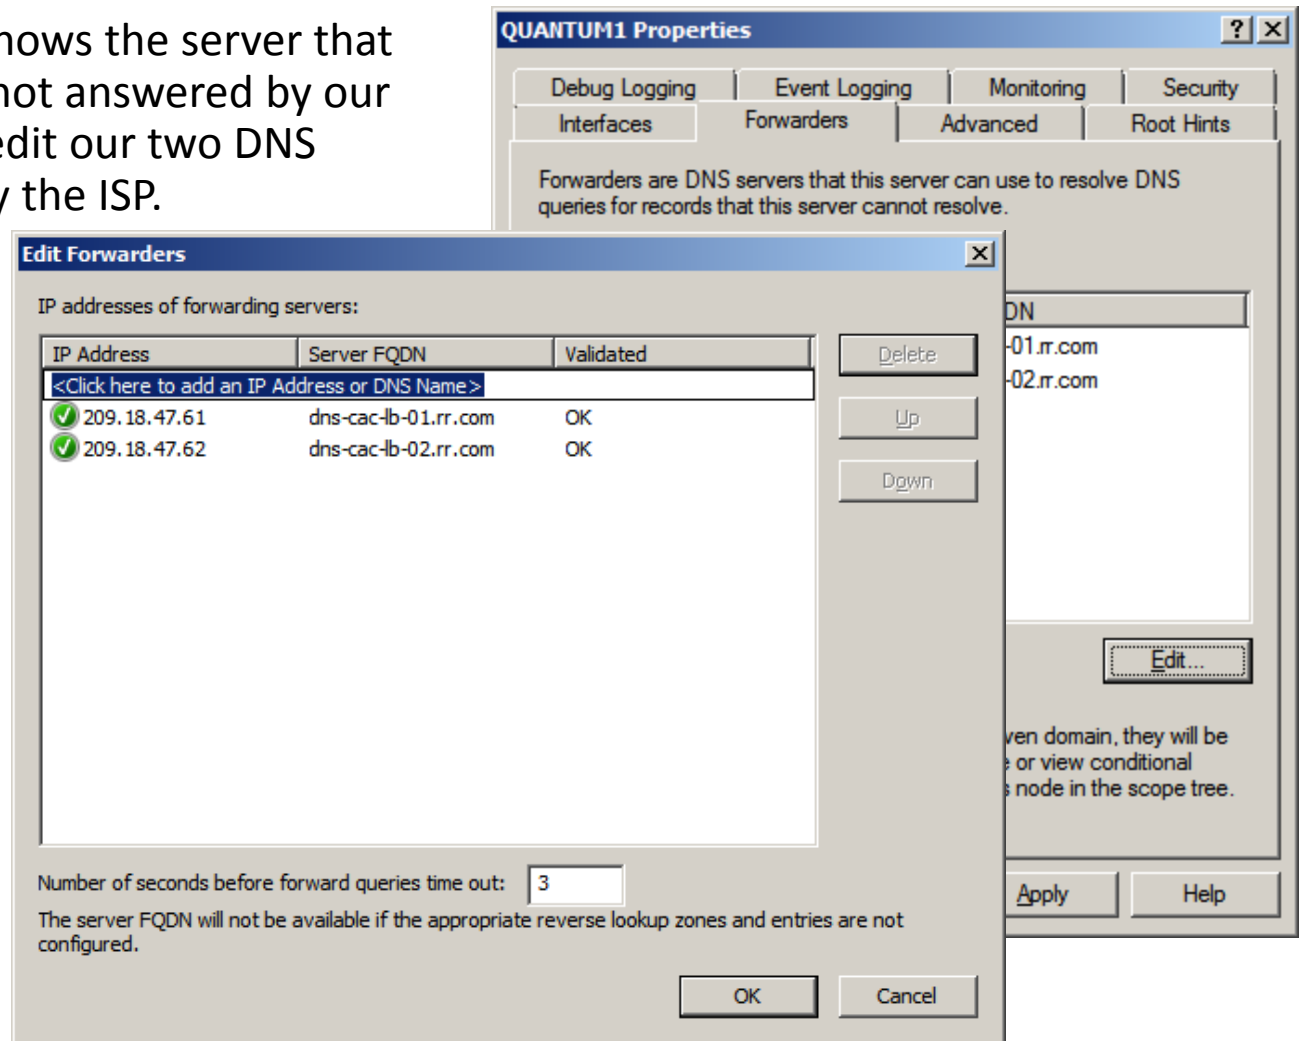 hows the server that
not answered by our
edit our two DNS
y the ISP.
QUANTUM1 Properties
Debug Logging Event Logging Monitoring Security
Interfaces Forwarders Advanced Root Hints
Forwarders are DNS servers that this server can use to resolve DNS
queries for records that this server cannot resolve.
DN
-01.rr.com
-02.rr.com
Edit...
ven domain, they will be
e or view conditional
s node in the scope tree.
Apply Help
Edit Forwarders
IP addresses of forwarding servers:
IP Address Server FQDN Validated
<Click here to add an IP Address or DNS Name>
209.18.47.61 dns-cac-lb-01.rr.com OK
209.18.47.62 dns-cac-lb-02.rr.com OK
Delete
Up
Down
Number of seconds before forward queries time out: 3
The server FQDN will not be available if the appropriate reverse lookup zones and entries are not
configured.
OK Cancel